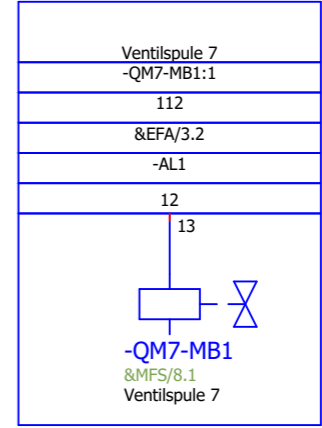 Ventilspule 7
-QM7-MB1:1
112
&EFA/3.2
-AL1
12
13
-QM7-MB1
&MFS/8.1
Ventilspule 7